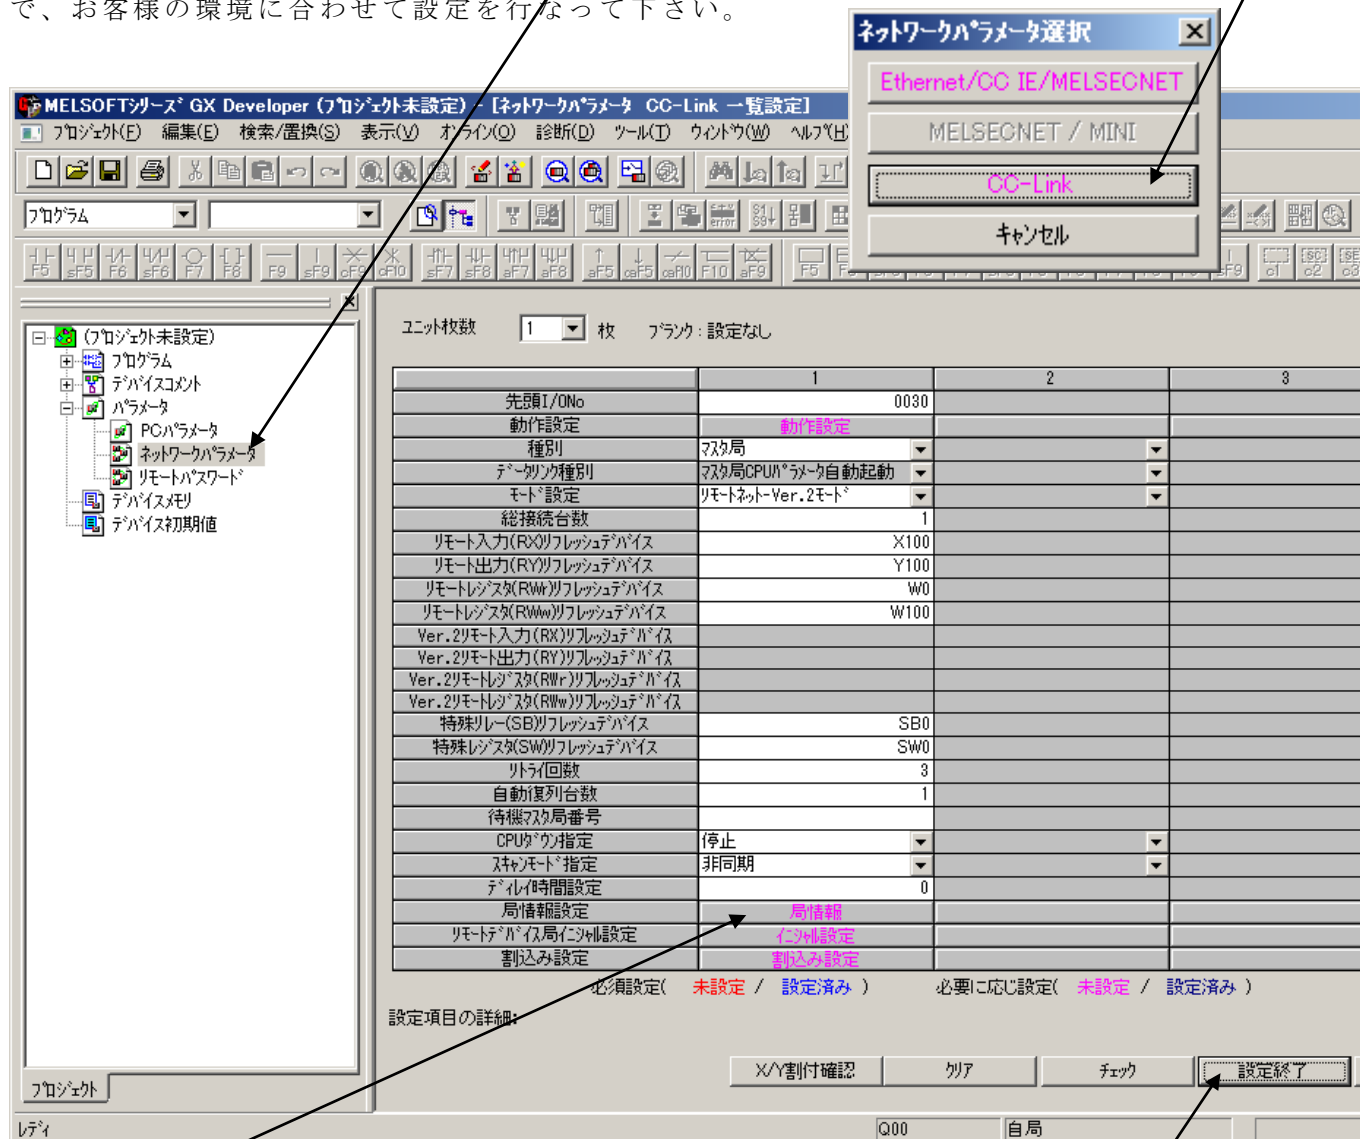 で、お客様の環境に合わせて設定を行なって下さい。
ネットワークパラメータ選択
Ethernet/CC IE/MELSECNET
MELSECNET / MINI
CC-Link
キャンセル
MELSOFTシリーズ GX Developer (プロジェクト未設定) - [ネットワークパラメータ CC-Link 一覧設定]
プロジェクト(F) 編集(E) 検索/置換(S) 表示(V) オンライン(O) 診断(D) ツール(T) ウィンドウ(W) ヘルプ(H)
プログラム
F5 sF5 F6 sF6 F7 F8 F9 sF9 cF9 cF10 sF7 sF8 aF7 aF8 aF5 caF5 caF10 F10 aF9
(プロジェクト未設定)
プログラム
デバイスコメント
パラメータ
PCパラメータ
ネットワークパラメータ
リモートパスワード
デバイスメモリ
デバイス初期値
プロジェクト
ユニット枚数 1 枚 ブランク:設定なし
1 2 3
先頭I/ONo 0030
動作設定 動作設定
種別 マスタ局
データリンク種別 マスタ局CPUパラメータ自動起動
モード設定 リモートネット-Ver.2モード
総接続台数 1
リモート入力(RX)リフレッシュデバイス X100
リモート出力(RY)リフレッシュデバイス Y100
リモートレジスタ(RWr)リフレッシュデバイス W0
リモートレジスタ(RWw)リフレッシュデバイス W100
Ver.2リモート入力(RX)リフレッシュデバイス
Ver.2リモート出力(RY)リフレッシュデバイス
Ver.2リモートレジスタ(RWr)リフレッシュデバイス
Ver.2リモートレジスタ(RWw)リフレッシュデバイス
特殊リレー(SB)リフレッシュデバイス SB0
特殊レジスタ(SW)リフレッシュデバイス SW0
リトライ回数 3
自動復列台数 1
待機マスタ局番号
CPUダウン指定 停止
スキャンモード指定 非同期
ディレイ時間設定 0
局情報設定 局情報
リモートデバイス局イニシャル設定 イニシャル設定
割込み設定 割込み設定
必須設定( 未設定 / 設定済み ) 必要に応じ設定( 未設定 / 設定済み )
設定項目の詳細:
X/Y割付確認 クリア チェック 設定終了
レディ Q00 自局